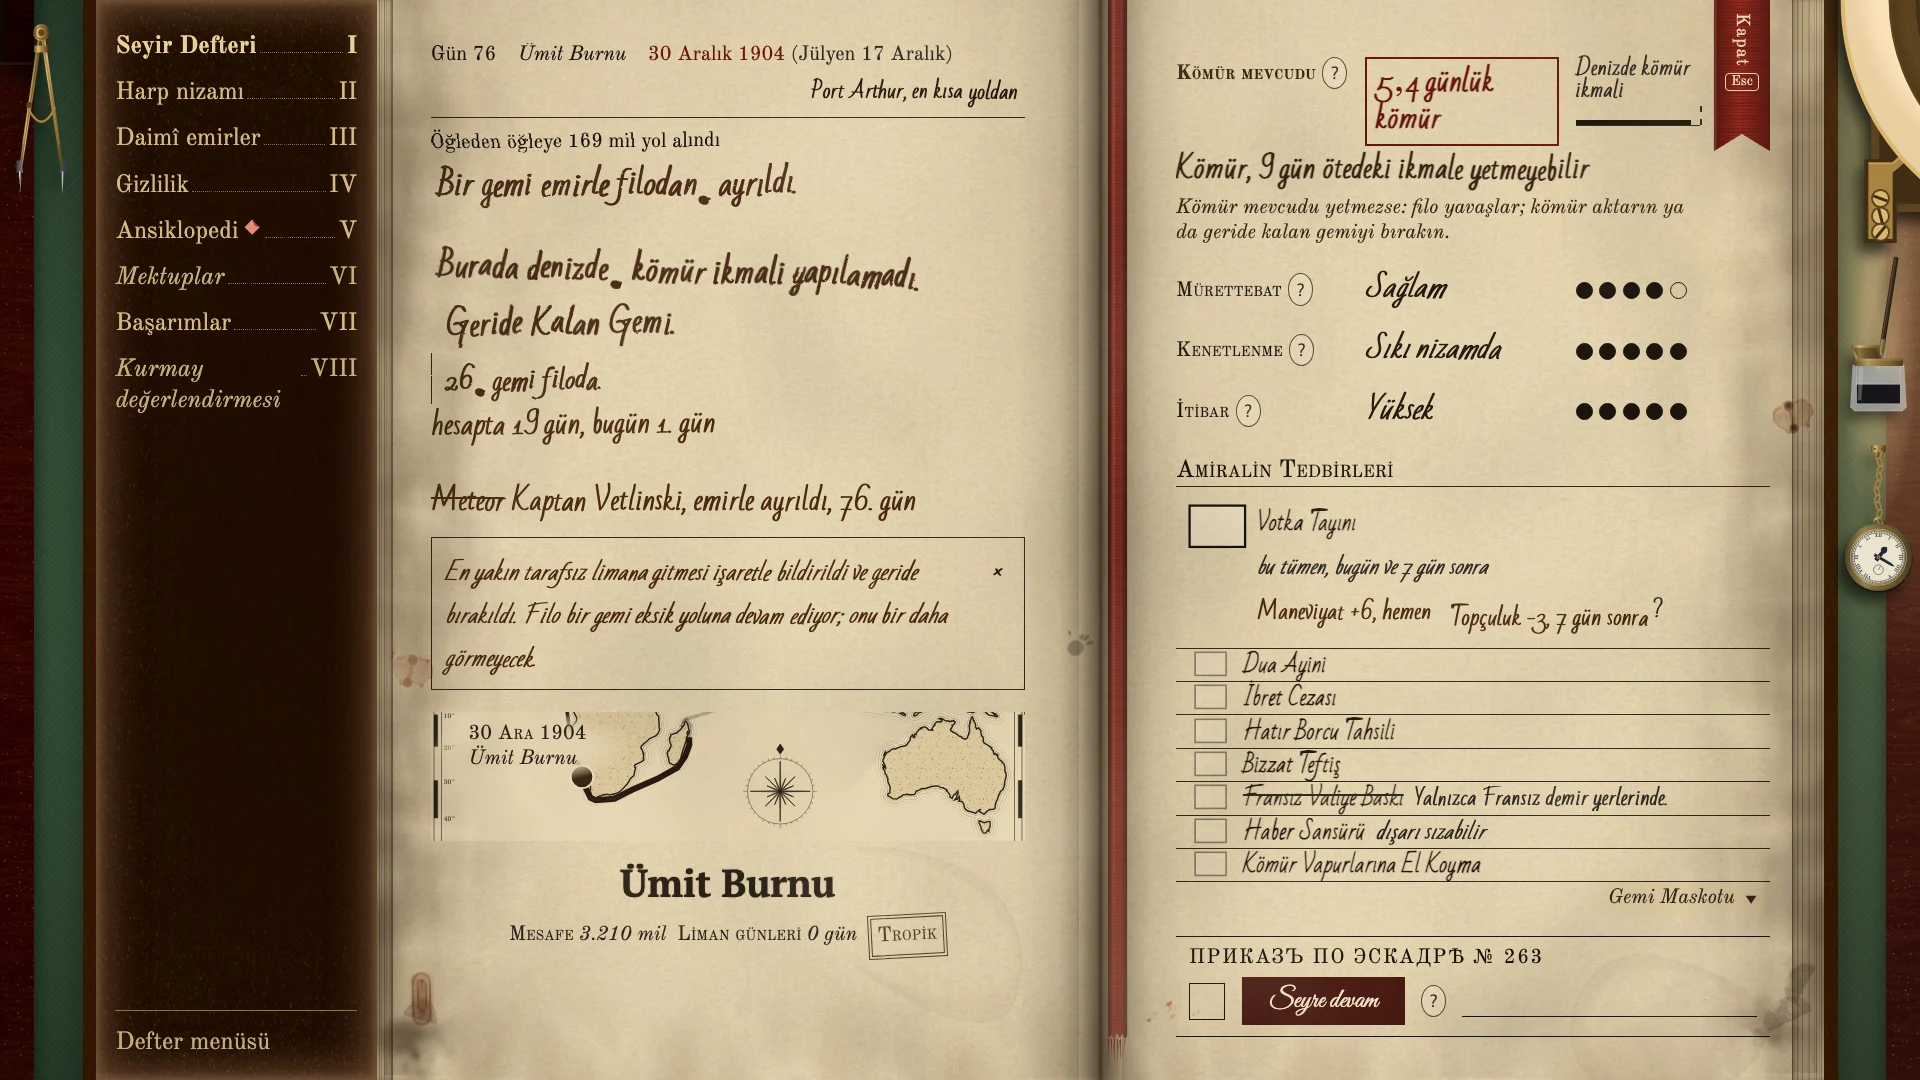 Seyir Defteri I
Harp nizamı II
Daimî emirler III
Gizlilik IV
Ansiklopedi V
Mektuplar VI
Başarımlar VII
Kurmay değerlendirmesi VIII
Defter menüsü
Gün 76 Ümit Burnu 30 Aralık 1904 (Jülyen 17 Aralık)
Port Arthur, en kısa yoldan
Öğleden öğleye 169 mil yol alındı
Bir gemi emirle filodan ayrıldı.
Burada denizde kömür ikmali yapılamadı.
Geride Kalan Gemi.
26. gemi filoda.
hesapta 19 gün, bugün 1. gün
Meteor Kaptan Vetlinski, emirle ayrıldı, 76. gün
En yakın tarafsız limana gitmesi işaretle bildirildi ve geride
bırakıldı. Filo bir gemi eksik yoluna devam ediyor; onu bir daha
görmeyecek.
×
10°
20°
30°
40°
30 Ara 1904
Ümit Burnu
Ümit Burnu
Mesafe 3.210 mil Liman günleri 0 gün Tropik
Kömür mevcudu ?
5,4 günlük
kömür
Denizde kömür
ikmali
Kapat
Esc
Kömür, 9 gün ötedeki ikmale yetmeyebilir
Kömür mevcudu yetmezse: filo yavaşlar; kömür aktarın ya
da geride kalan gemiyi bırakın.
Mürettebat ? Sağlam
Kenetlenme ? Sıkı nizamda
İtibar ? Yüksek
Amiralin Tedbirleri
Votka Tayını
bu tümen, bugün ve 7 gün sonra
Maneviyat +6, hemen Topçuluk -3, 7 gün sonra ?
Dua Ayini
İbret Cezası
Hatır Borcu Tahsili
Bizzat Teftiş
Fransız Valiye Baskı Yalnızca Fransız demir yerlerinde.
Haber Sansürü dışarı sızabilir
Kömür Vapurlarına El Koyma
Gemi Maskotu
ПРИКАЗЪ ПО ЭСКАДРѢ № 263
Seyre devam ?